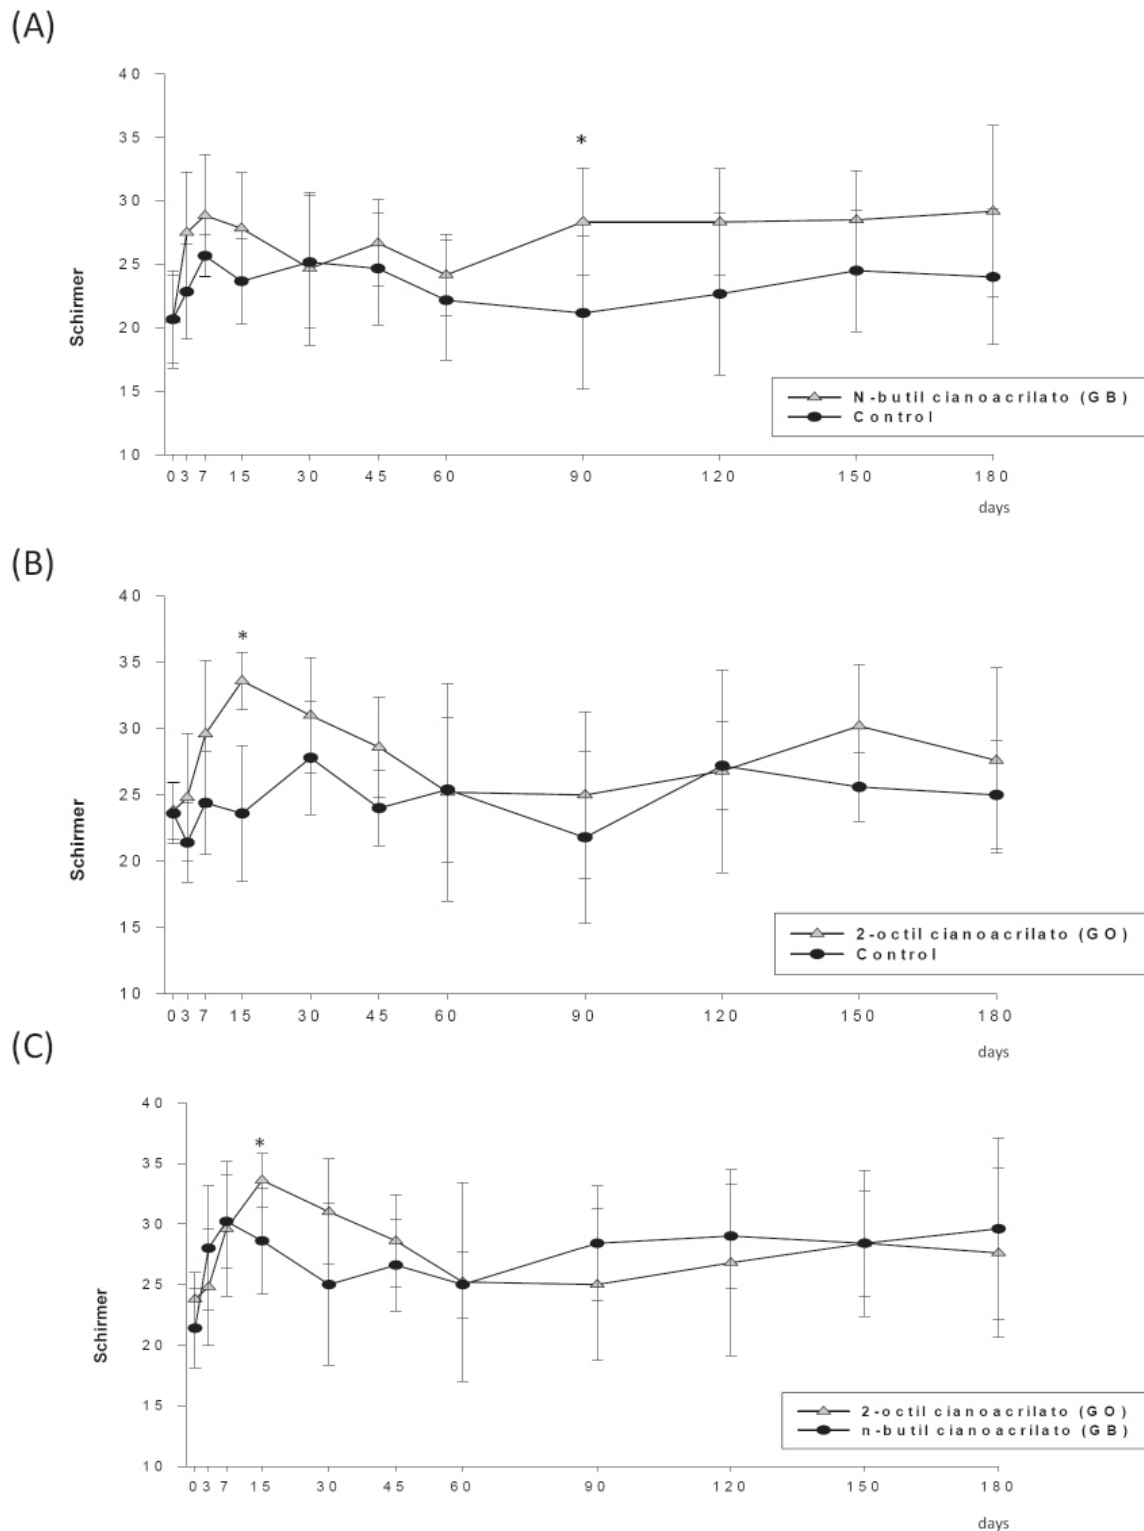 (A)
40
35
*
30
25
Schirmer
20
15
N-butil cianoacrilato (GB)
Control
10
0 3 7 15 30 45 60 90 120 150 180
days
(B)
40
*
35
30
25
Schirmer
20
15
2-octil cianoacrilato (GO)
Control
10
0 3 7 15 30 45 60 90 120 150 180
days
(C)
40
*
35
30
25
Schirmer
20
15
2-octil cianoacrilato (GO)
n-butil cianoacrilato (GB)
10
0 3 7 15 30 45 60 90 120 150 180
days